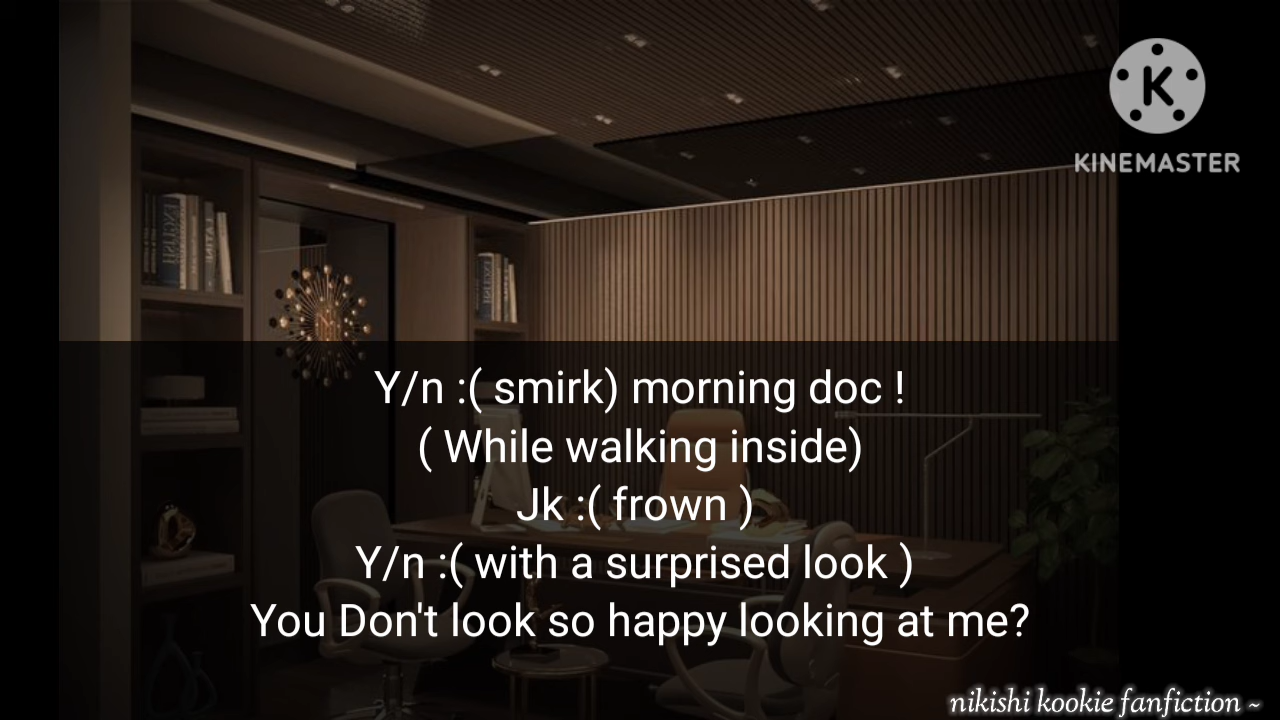 KINEMASTER
Y/n :( smirk) morning doc !
( While walking inside)
Jk :( frown )
Y/n :( with a surprised look )
You Don't look so happy looking at me?
nikishi kookie fanfiction ~